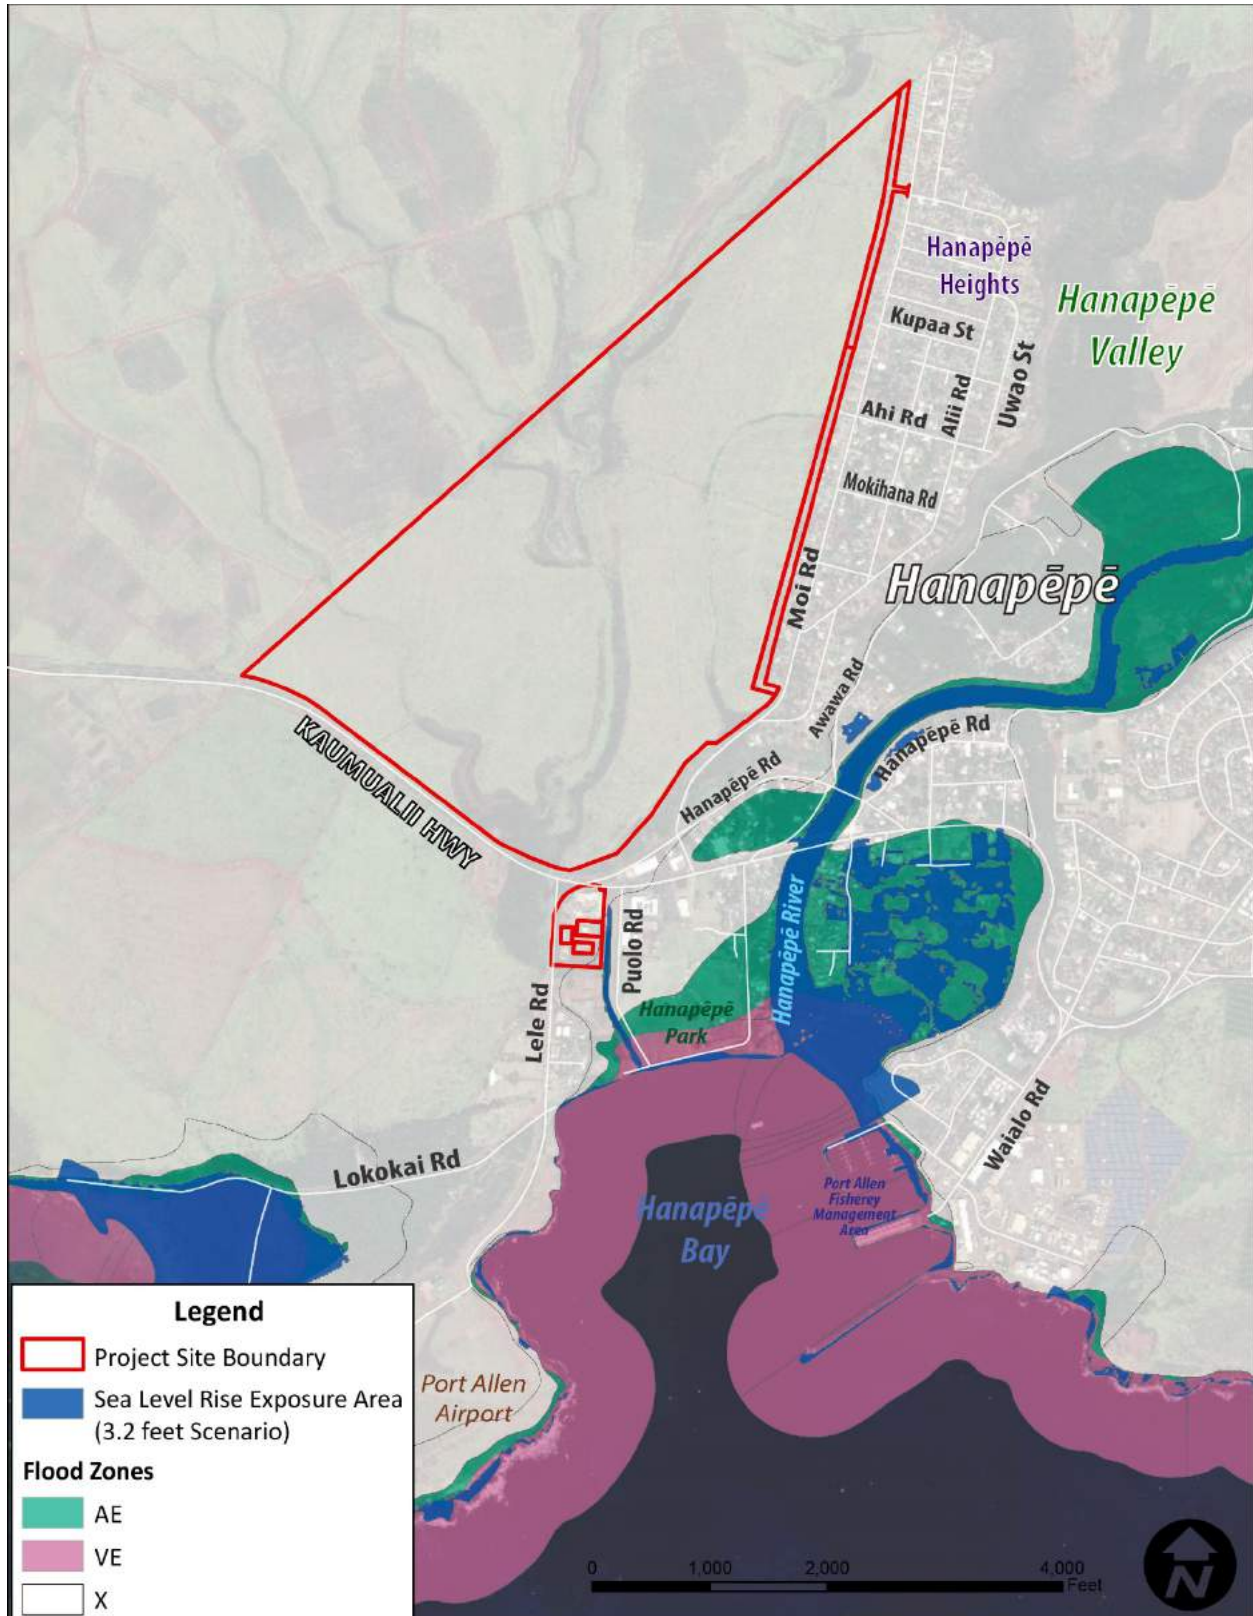 Hanapēpē
Heights
Hanapēpē
Valley
Kupaa St
Uwao St
Alii Rd
Ahi Rd
Mokihana Rd
Moi Rd
Hanapēpē
Awawa Rd
Hanapēpē Rd
Hanapēpē Rd
KAUMUALII HWY
Hanapēpē River
Puolo Rd
Lele Rd
Hanapēpē
Park
Waialo Rd
Lokokai Rd
Port Allen
Fisherey
Management
Area
Hanapēpē
Bay
Port Allen
Airport
Legend
Project Site Boundary
Sea Level Rise Exposure Area
(3.2 feet Scenario)
Flood Zones
AE
VE
X
0 1,000 2,000 4,000
Feet
N